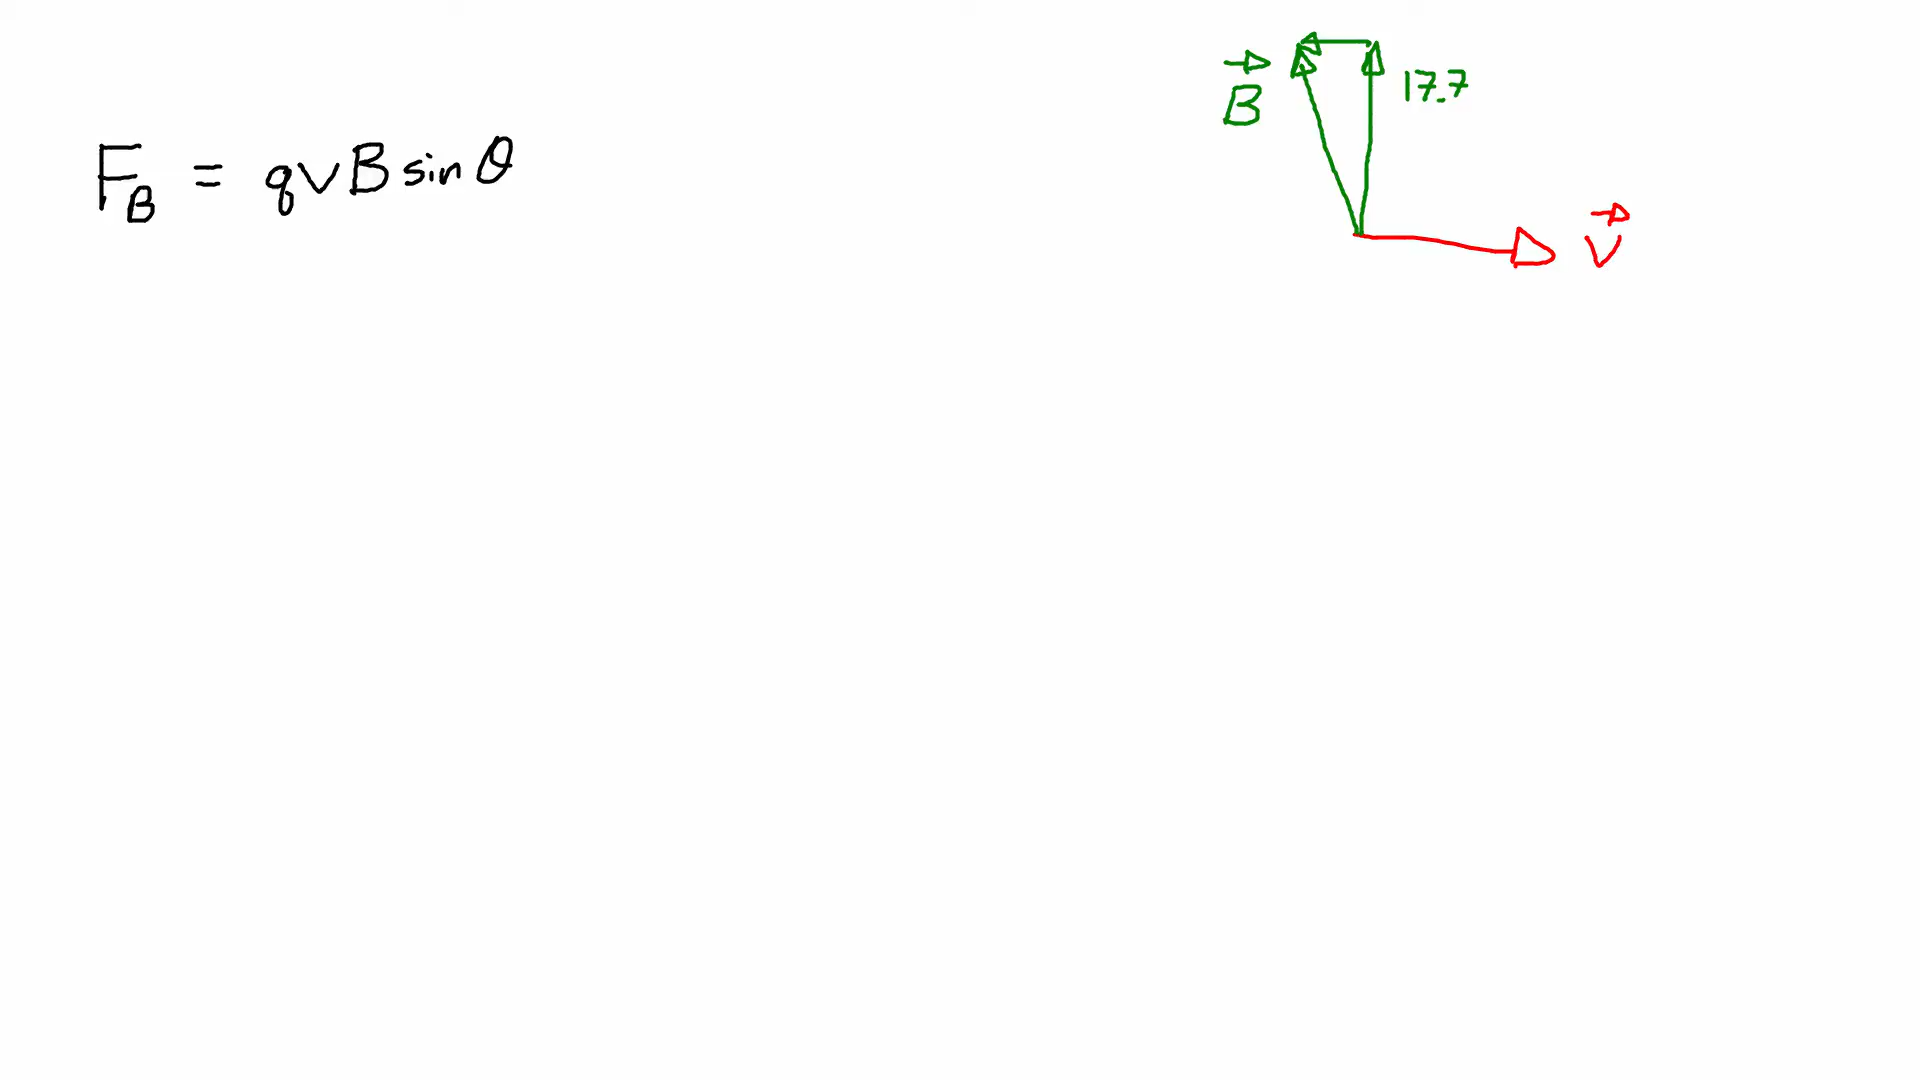 F_B = qvB sin θ
B⃗
17.7
v⃗